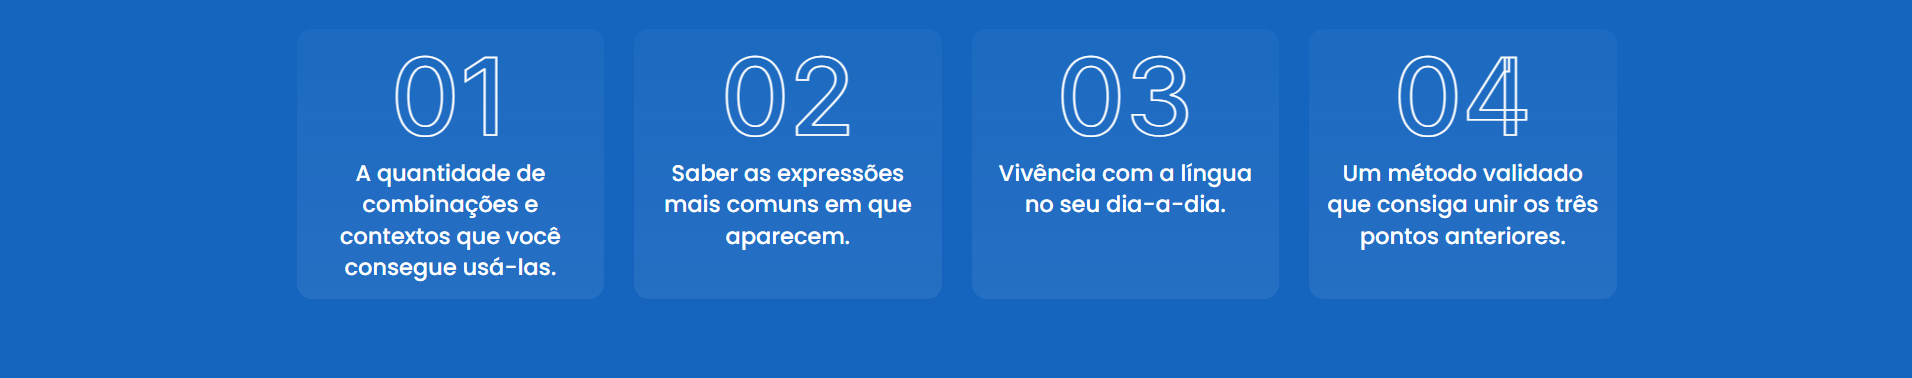 01
A quantidade de
combinações e
contextos que você
consegue usá-las.
02
Saber as expressões
mais comuns em que
aparecem.
03
Vivência com a língua
no seu dia-a-dia.
04
Um método validado
que consiga unir os três
pontos anteriores.